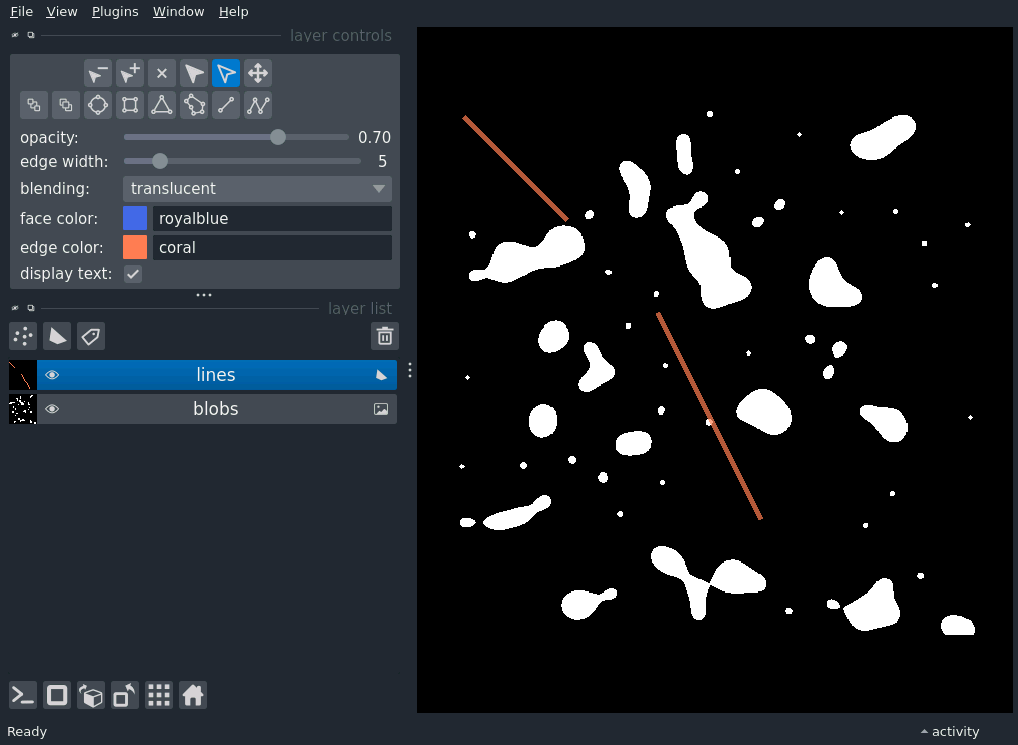 File View Plugins Window Help
layer controls
opacity: 0.70
edge width: 5
blending: translucent
face color: royalblue
edge color: coral
display text:
layer list
lines
blobs
Ready activity